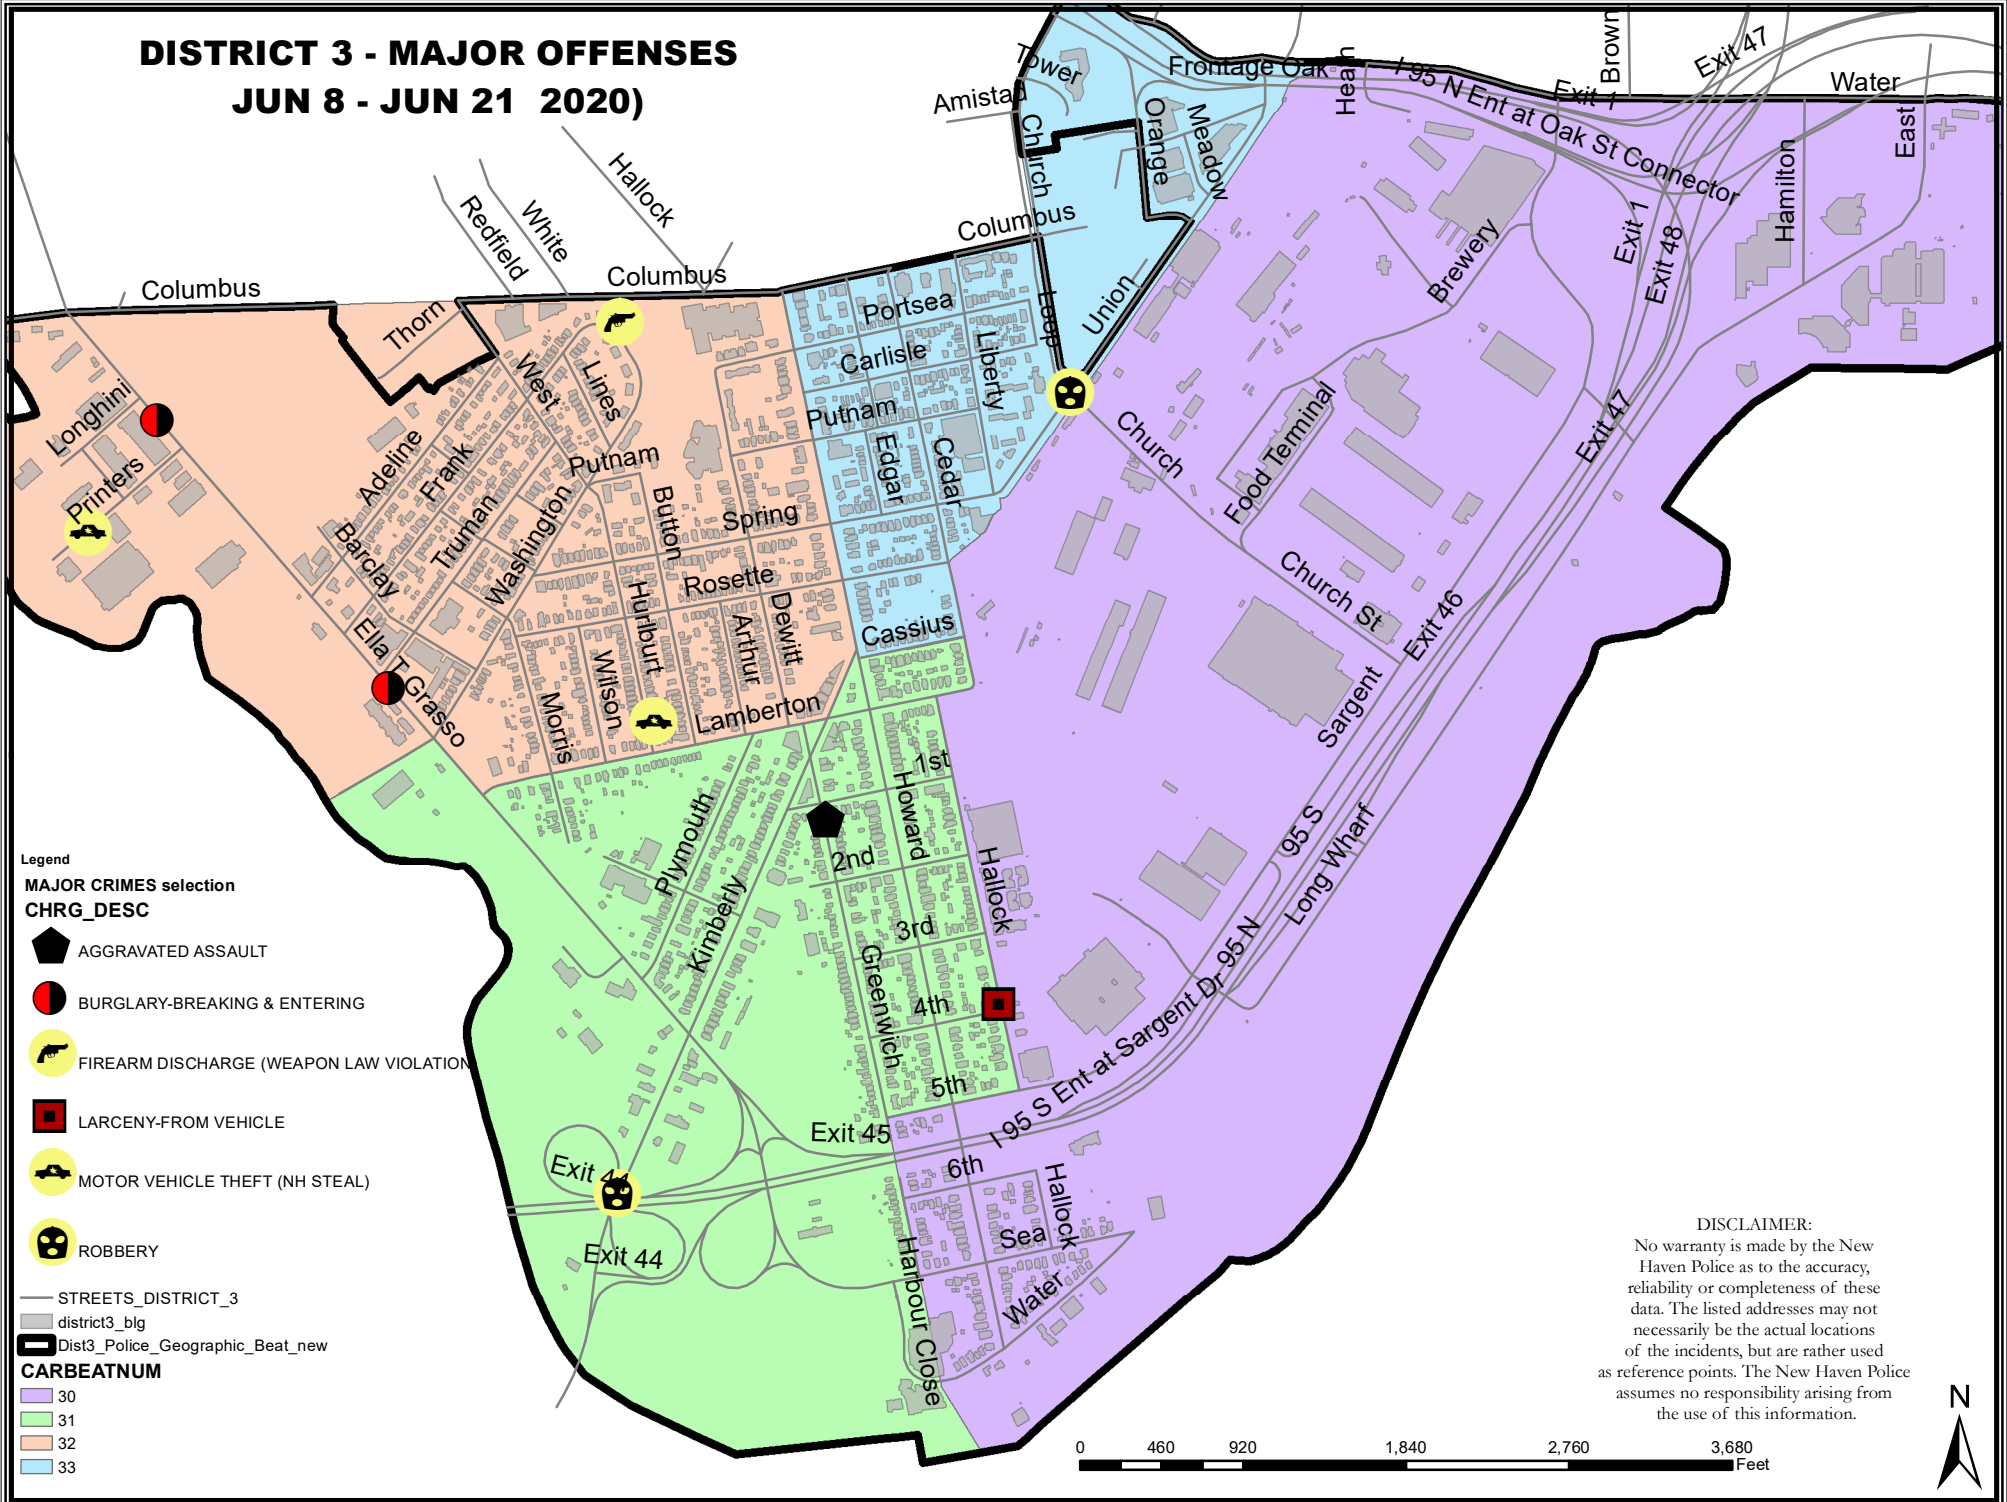 DISTRICT 3 - MAJOR OFFENSES
JUN 8 - JUN 21 2020)
Tower
Amistad
Church
Orange
Meadow
Frontage Oak
Heah
I 95 N Ent at Oak St Connector
Exit 1
Brown
Exit 47
Water
East
Hamilton
Exit 1
Exit 48
Brewery
Hallock
White
Redfield
Columbus
Columbus
Columbus
Thorn
Portsea
Carlisle
Putnam
Liberty
Loop
Union
Edgar
Cedar
Cassius
West
Lines
Longhini
Printers
Adeline
Frank
Truman
Washington
Barclay
Putnam
Button
Spring
Rosette
Hurlburt
Arthur
Dewitt
Wilson
Morris
Lamberton
Ella T Grasso
Church
Food Terminal
Church St
Exit 47
Exit 46
Sargent
95 S
Long Wharf
95 N
I 95 S Ent at Sargent Dr
1st
Howard
2nd
Hallock
3rd
Greenwich
4th
5th
Plymouth
Kimberly
Exit 45
Exit 44
Exit 44
6th
Hallock
Sea
Water
Harbour Close
Legend
MAJOR CRIMES selection
CHRG_DESC
AGGRAVATED ASSAULT
BURGLARY-BREAKING & ENTERING
FIREARM DISCHARGE (WEAPON LAW VIOLATION
LARCENY-FROM VEHICLE
MOTOR VEHICLE THEFT (NH STEAL)
ROBBERY
STREETS_DISTRICT_3
district3_blg
Dist3_Police_Geographic_Beat_new
CARBEATNUM
30
31
32
33
DISCLAIMER:
No warranty is made by the New
Haven Police as to the accuracy,
reliability or completeness of these
data. The listed addresses may not
necessarily be the actual locations
of the incidents, but are rather used
as reference points. The New Haven Police
assumes no responsibility arising from
the use of this information.
N
0 460 920 1,840 2,760 3,680
Feet